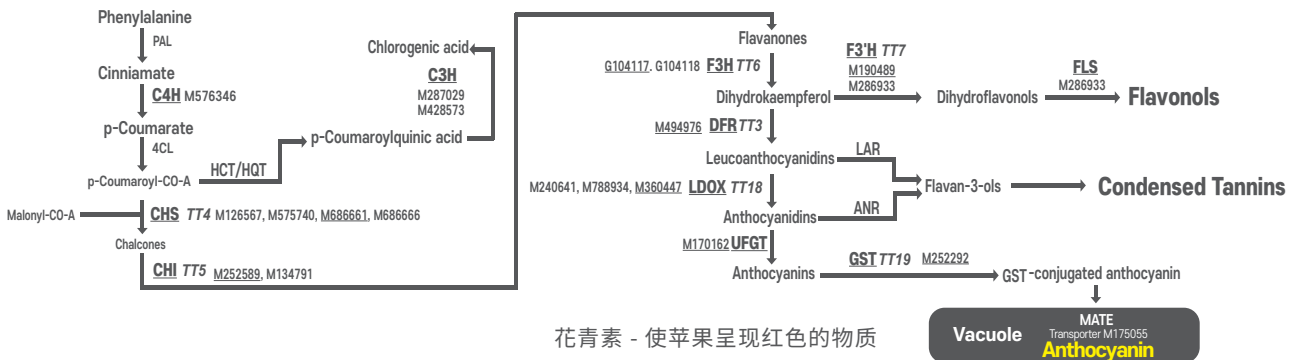 Phenylalanine
PAL
Cinniamate
C4H M576346
p-Coumarate
4CL
p-Coumaroyl-CO-A
HCT/HQT
p-Coumaroylquinic acid
Chlorogenic acid
C3H
M287029
M428573
Malonyl-CO-A
CHS TT4 M126567, M575740, M686661, M686666
Chalcones
CHI TT5 M252589, M134791
Flavanones
G104117. G104118 F3H TT6
F3'H TT7
M190489
M286933
FLS
M286933
Dihydrokaempferol
Dihydroflavonols
Flavonols
M494976 DFR TT3
Leucoanthocyanidins
LAR
M240641, M788934, M360447 LDOX TT18
Flavan-3-ols
Condensed Tannins
Anthocyanidins
ANR
M170162 UFGT
Anthocyanins
GST TT19 M252292
GST-conjugated anthocyanin
花青素 - 使苹果呈现红色的物质
Vacuole
MATE
Transporter M175055
Anthocyanin